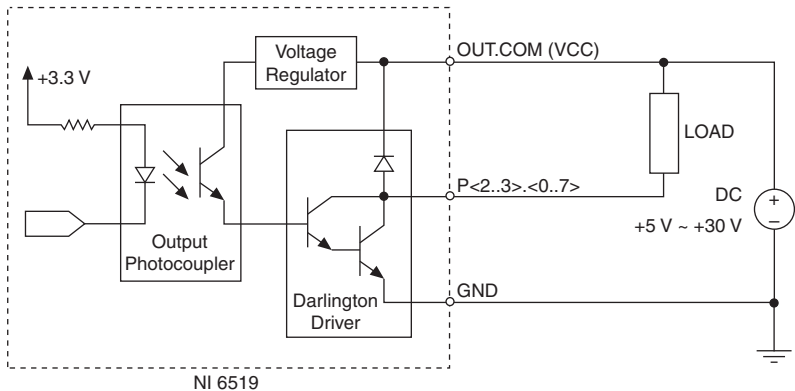 Voltage
Regulator
OUT.COM (VCC)
+3.3 V
LOAD
P<2..3>.<0..7>
DC
+5 V ~ +30 V
+
–
Output
Photocoupler
Darlington
Driver
GND
NI 6519